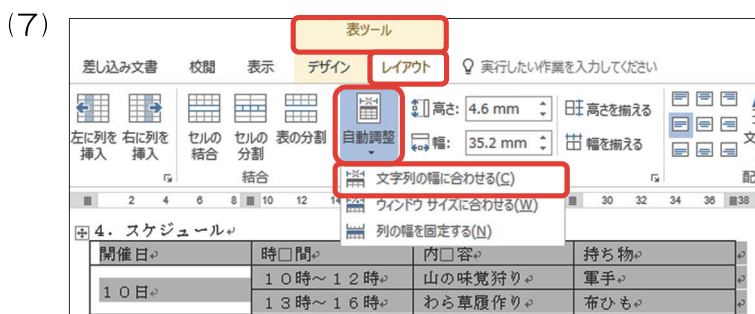 (7)
表ツール
差し込み文書 校閲 表示 デザイン レイアウト 実行したい作業を入力してください
左に列を挿入 右に列を挿入 セルの結合 セルの分割 表の分割 自動調整 高さ: 4.6 mm 高さを揃える
幅: 35.2 mm 幅を揃える 文
結合 配
文字列の幅に合わせる(C)
ウィンドウ サイズに合わせる(W)
列の幅を固定する(N)
2 4 6 8 10 12 14 30 32 34 36 38
4. スケジュール
開催日 時□間 内□容 持ち物
10日 10時~12時 山の味覚狩り 軍手
13時~16時 わら草履作り 布ひも